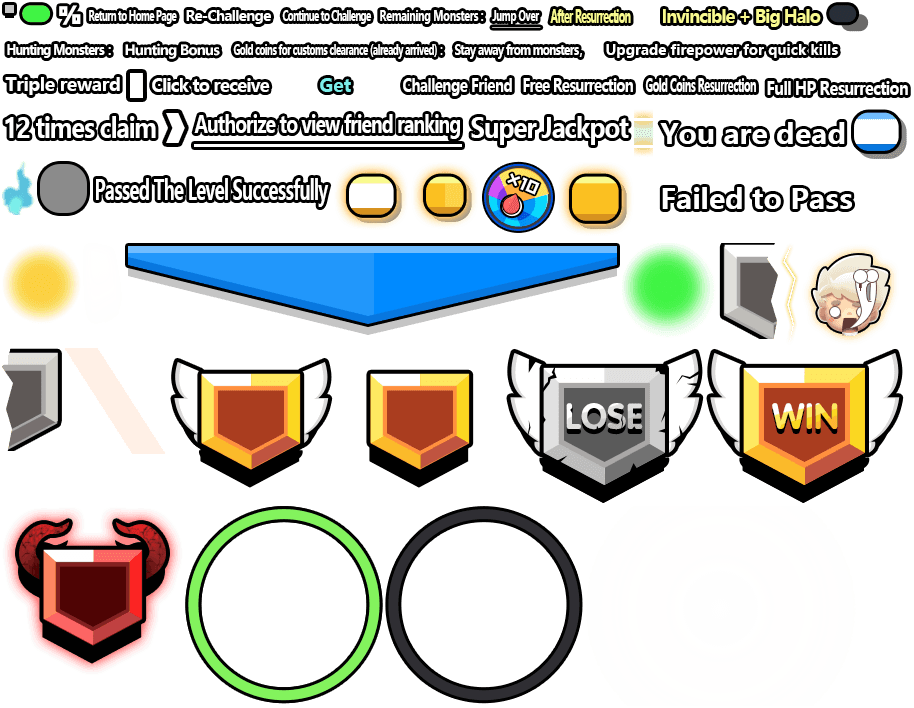 % Return to Home Page Re-Challenge Continue to Challenge Remaining Monsters : Jump Over After Resurrection Invincible + Big Halo
Hunting Monsters : Hunting Bonus Gold coins for customs clearance (already arrived) : Stay away from monsters, Upgrade firepower for quick kills
Triple reward Click to receive Get Challenge Friend Free Resurrection Gold Coins Resurrection Full HP Resurrection
12 times claim Authorize to view friend ranking Super Jackpot You are dead
Passed The Level Successfully X10 Failed to Pass
LOSE WIN